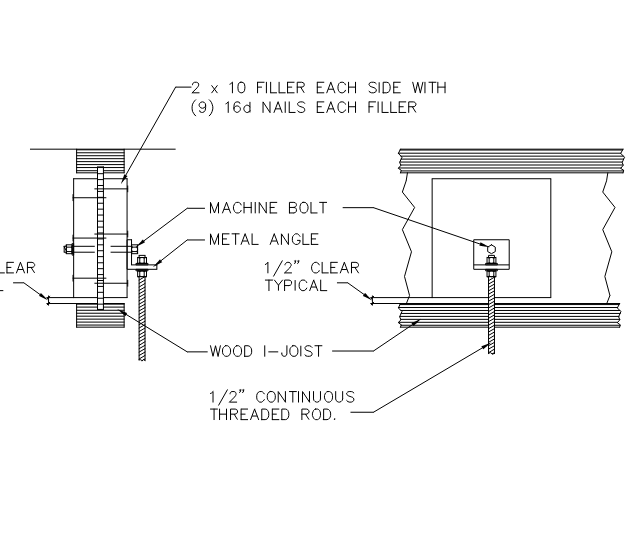 2 x 10 FILLER EACH SIDE WITH
(9) 16d NAILS EACH FILLER
MACHINE BOLT
METAL ANGLE
1/2" CLEAR
TYPICAL
WOOD I-JOIST
1/2" CONTINUOUS
THREADED ROD.